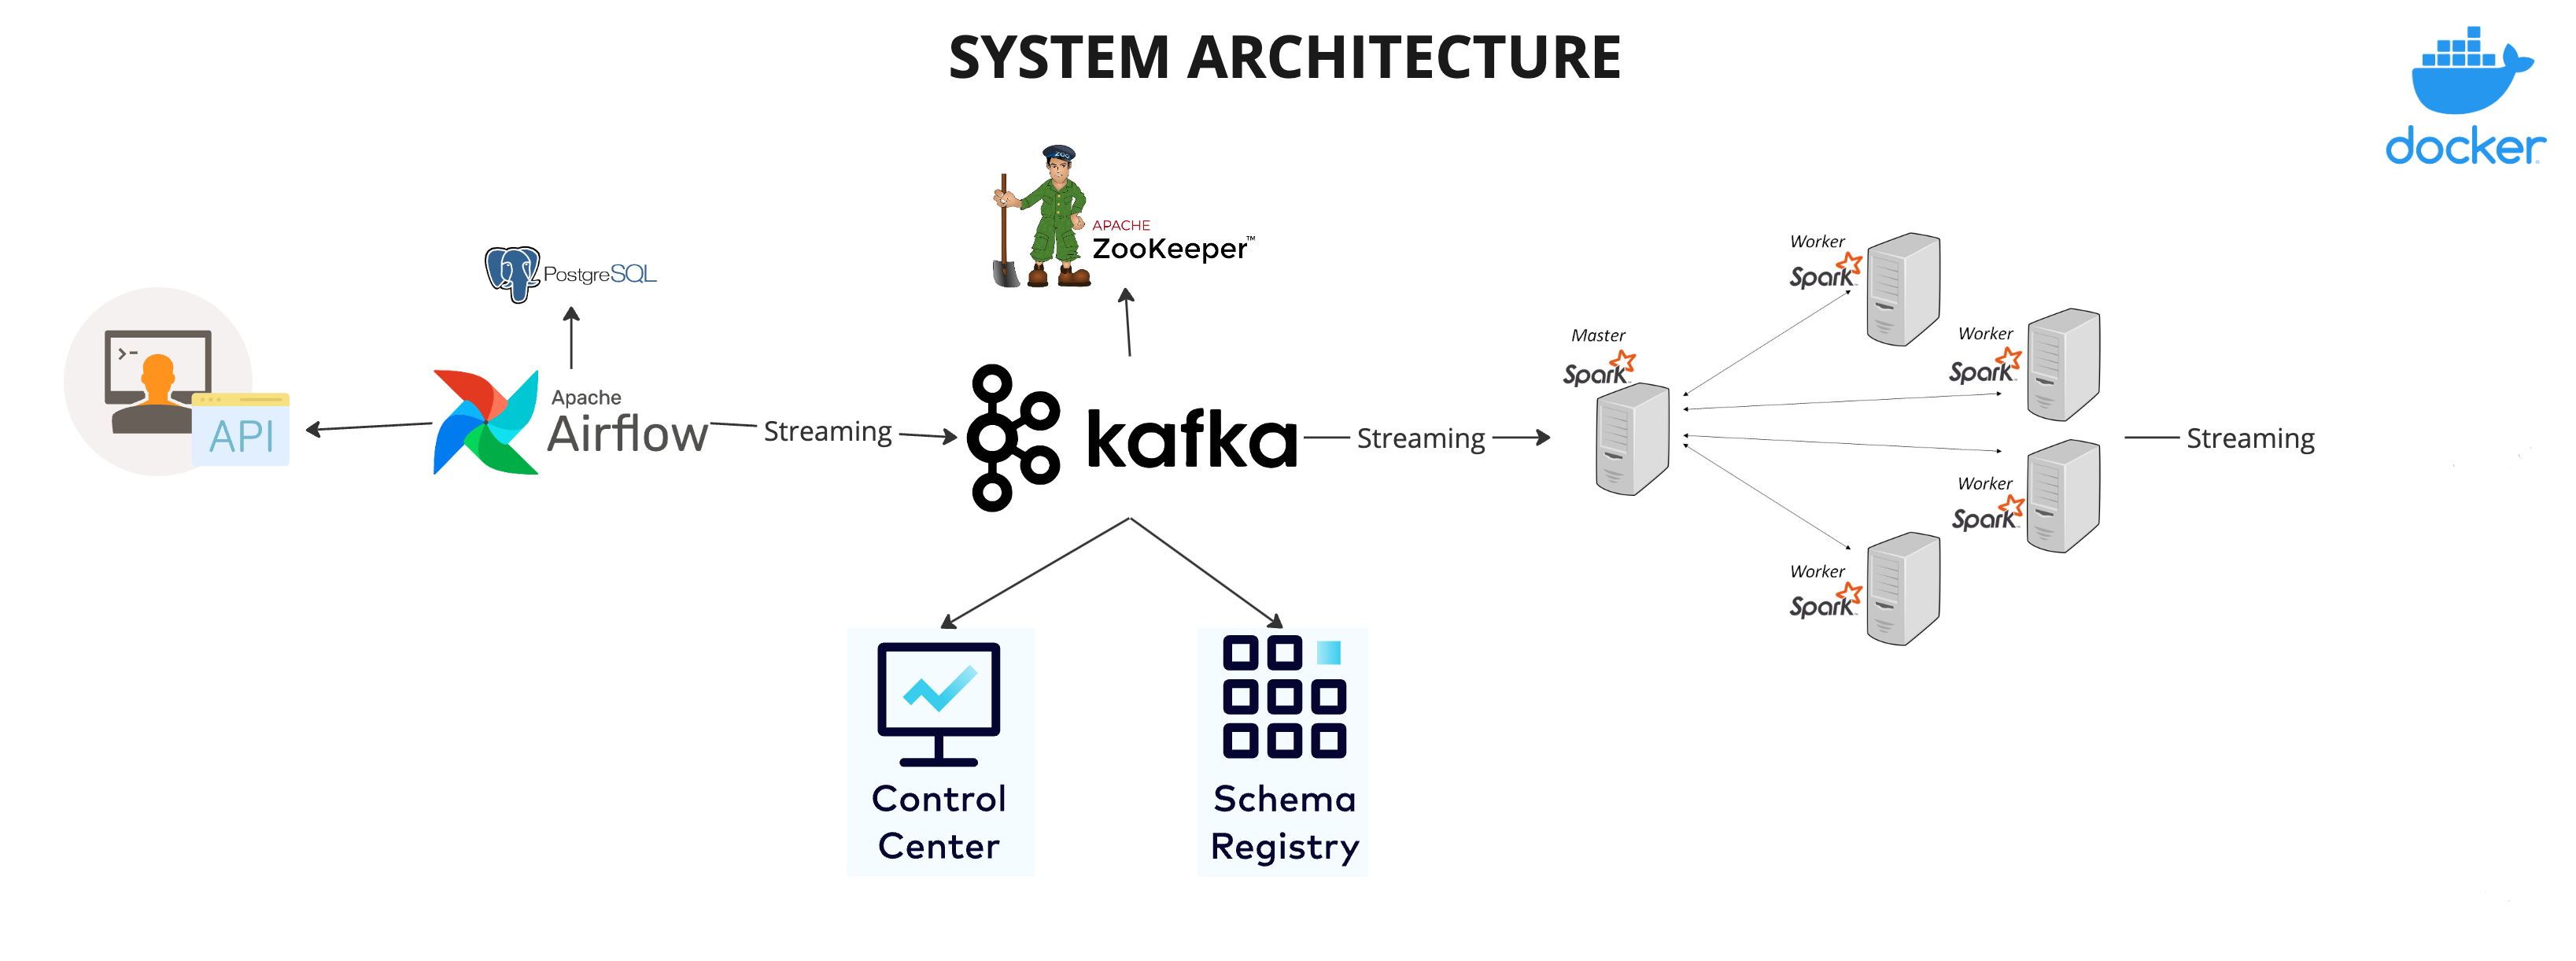 SYSTEM ARCHITECTURE
docker
ZOO
APACHE
ZooKeeper™
PostgreSQL
>-
API
Apache
Airflow
Streaming
kafka
Streaming
Master
Spark
Worker
Spark
Worker
Spark
Worker
Spark
Worker
Spark
Streaming
Control
Center
Schema
Registry